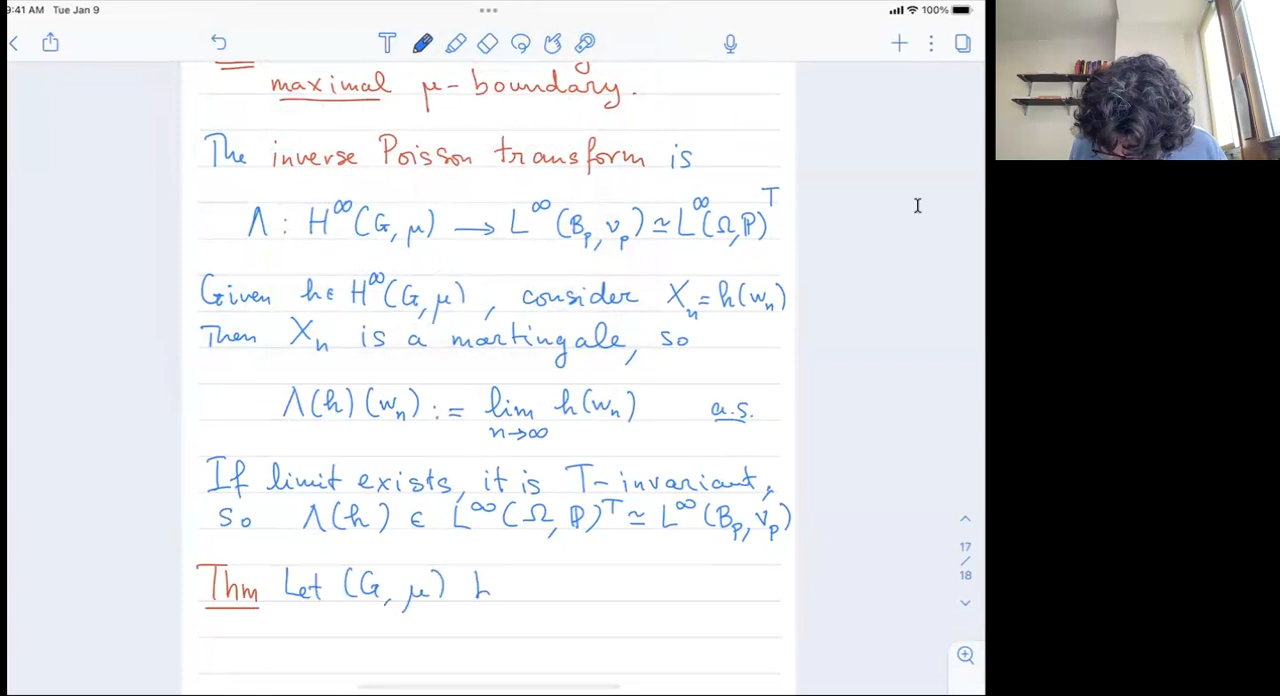 9:41 AM Tue Jan 9
100%
maximal μ-boundary.
The inverse Poisson transform is
Λ : H^∞(G, μ) → L^∞(B_p, ν_p) ≃ L^∞(Ω, ℙ)^T
Given h ∈ H^∞(G, μ), consider X_n = h(w_n)
Then X_n is a martingale, so
Λ(h)(w_n) := lim_{n→∞} h(w_n) a.s.
If limit exists, it is T-invariant,
so Λ(h) ∈ L^∞(Ω, ℙ)^T ≃ L^∞(B_p, ν_p)
Thm Let (G, μ)
17
/
18